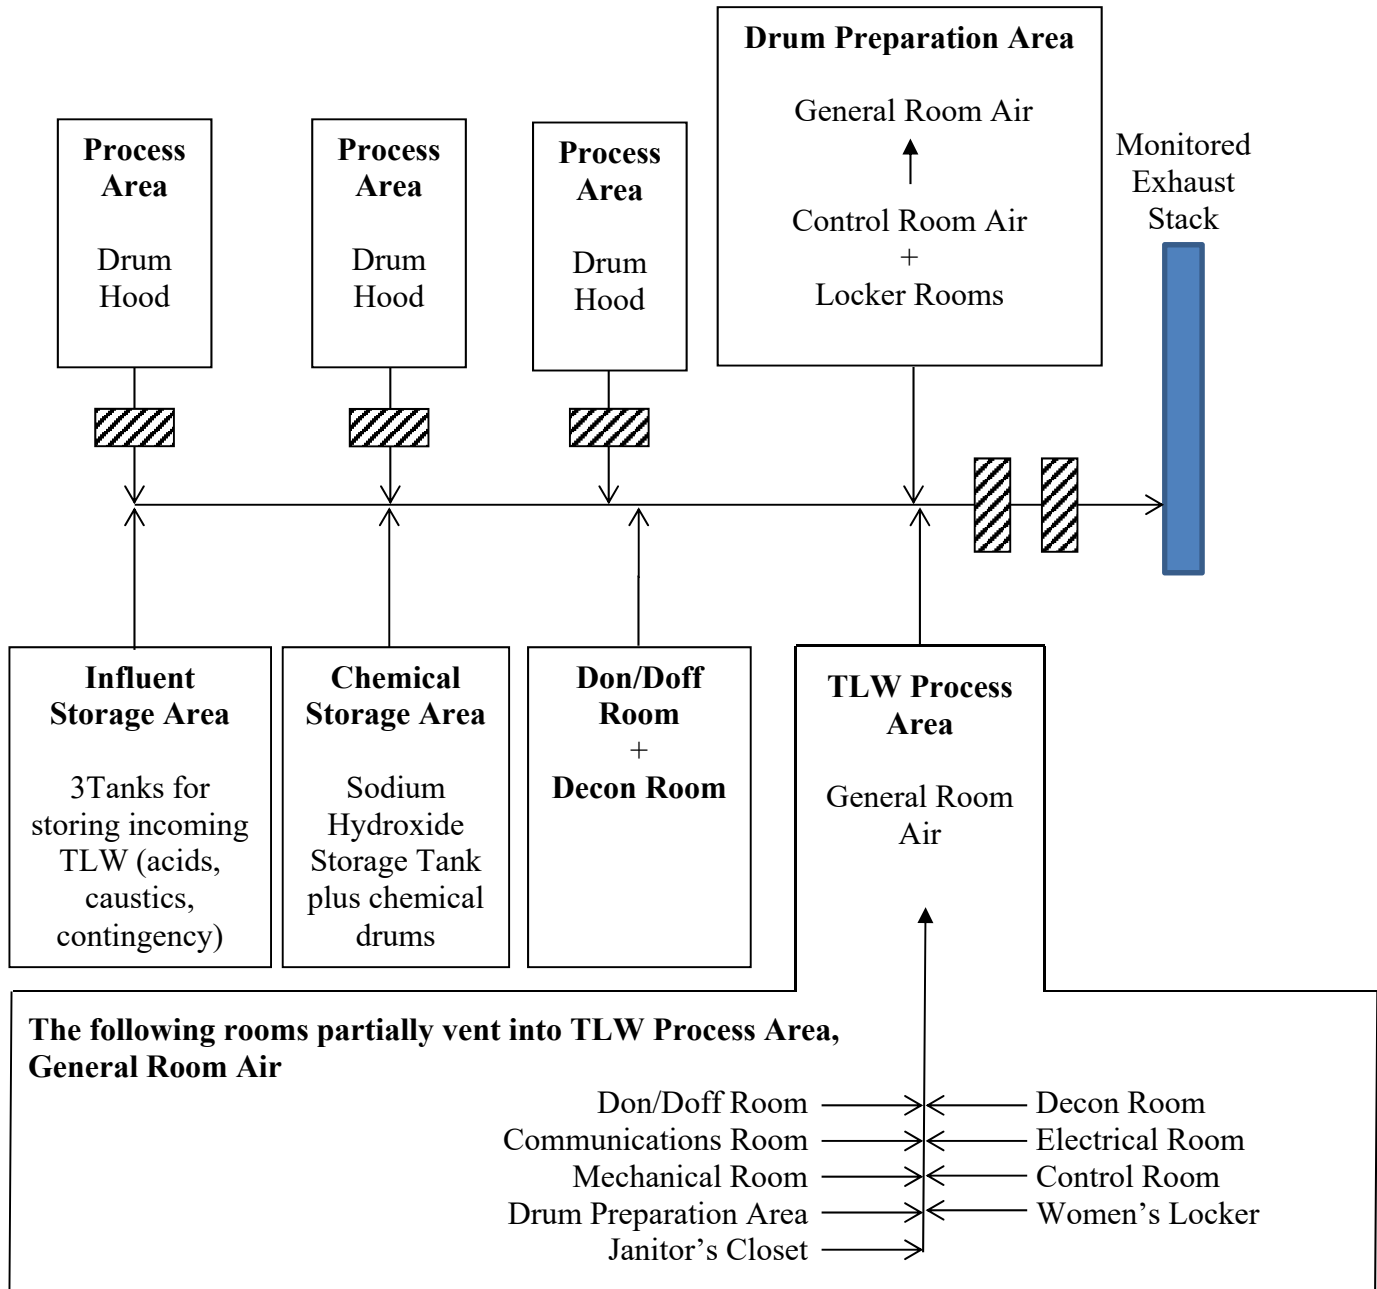 Drum Preparation Area
General Room Air
Control Room Air
+
Locker Rooms
Process
Area
Drum
Hood
Process
Area
Drum
Hood
Process
Area
Drum
Hood
Monitored
Exhaust
Stack
Influent
Storage Area
3Tanks for
storing incoming
TLW (acids,
caustics,
contingency)
Chemical
Storage Area
Sodium
Hydroxide
Storage Tank
plus chemical
drums
Don/Doff
Room
+
Decon Room
TLW Process
Area
General Room
Air
The following rooms partially vent into TLW Process Area,
General Room Air
Don/Doff Room
Communications Room
Mechanical Room
Drum Preparation Area
Janitor’s Closet
Decon Room
Electrical Room
Control Room
Women’s Locker